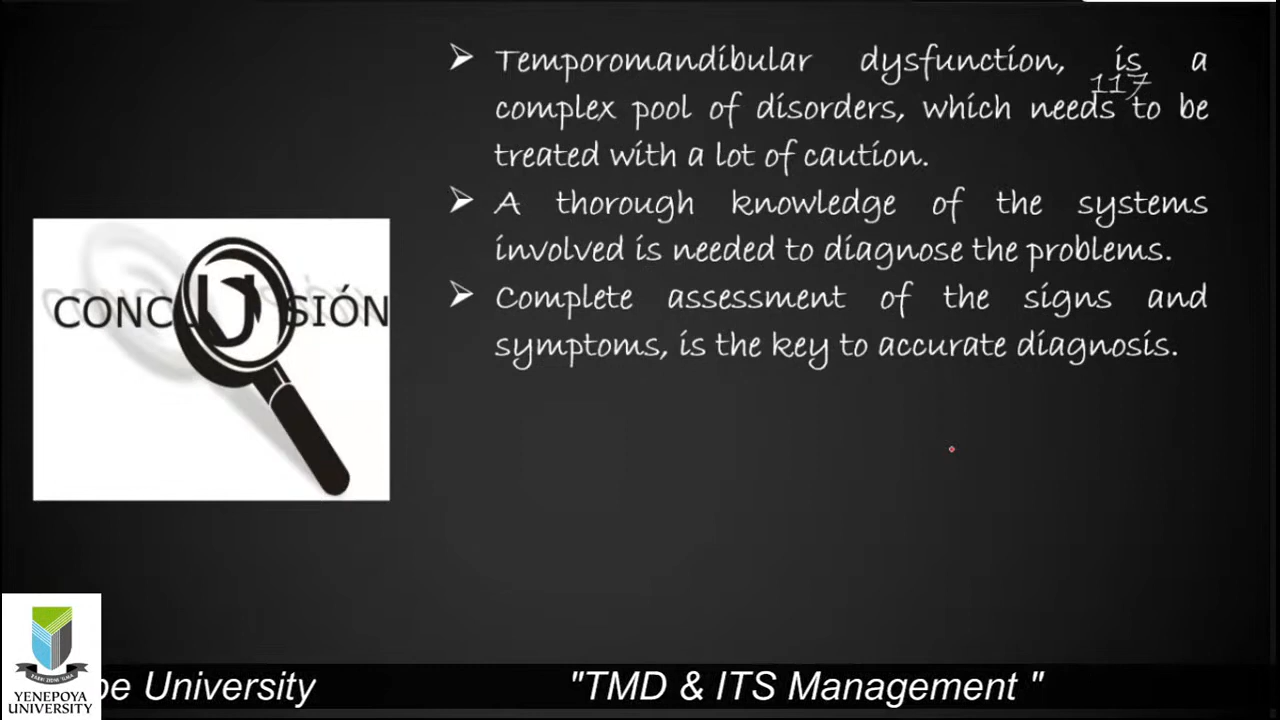 Temporomandibular dysfunction, is a
117
complex pool of disorders, which needs to be
treated with a lot of caution.
A thorough knowledge of the systems
involved is needed to diagnose the problems.
Complete assessment of the signs and
symptoms, is the key to accurate diagnosis.
CONCLUSIÓN
YENEPOYA
UNIVERSITY
be University
"TMD & ITS Management "